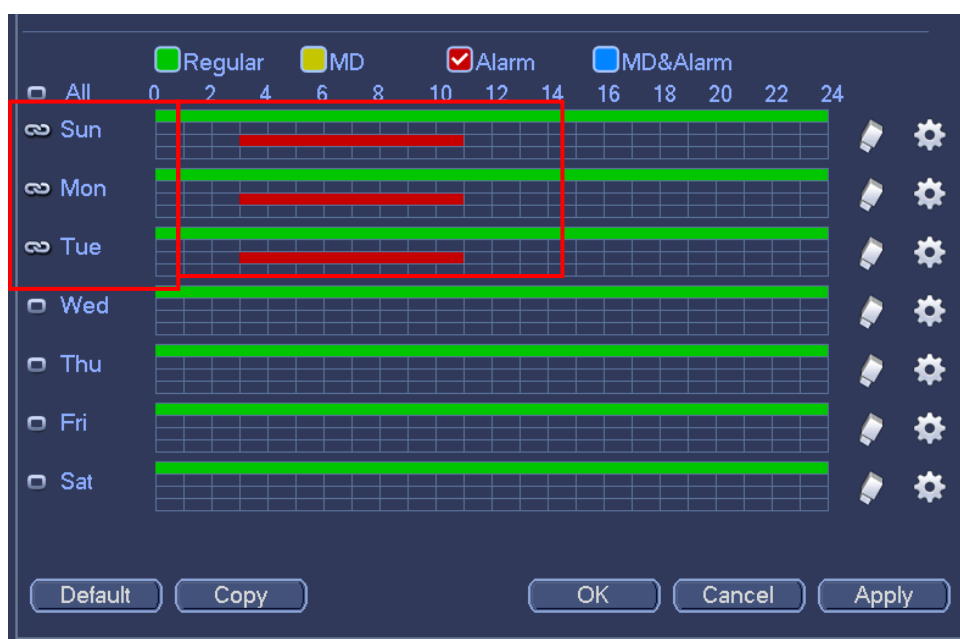 Regular MD Alarm MD&Alarm
All 0 2 4 6 8 10 12 14 16 18 20 22 24
Sun
Mon
Tue
Wed
Thu
Fri
Sat
Default Copy OK Cancel Apply